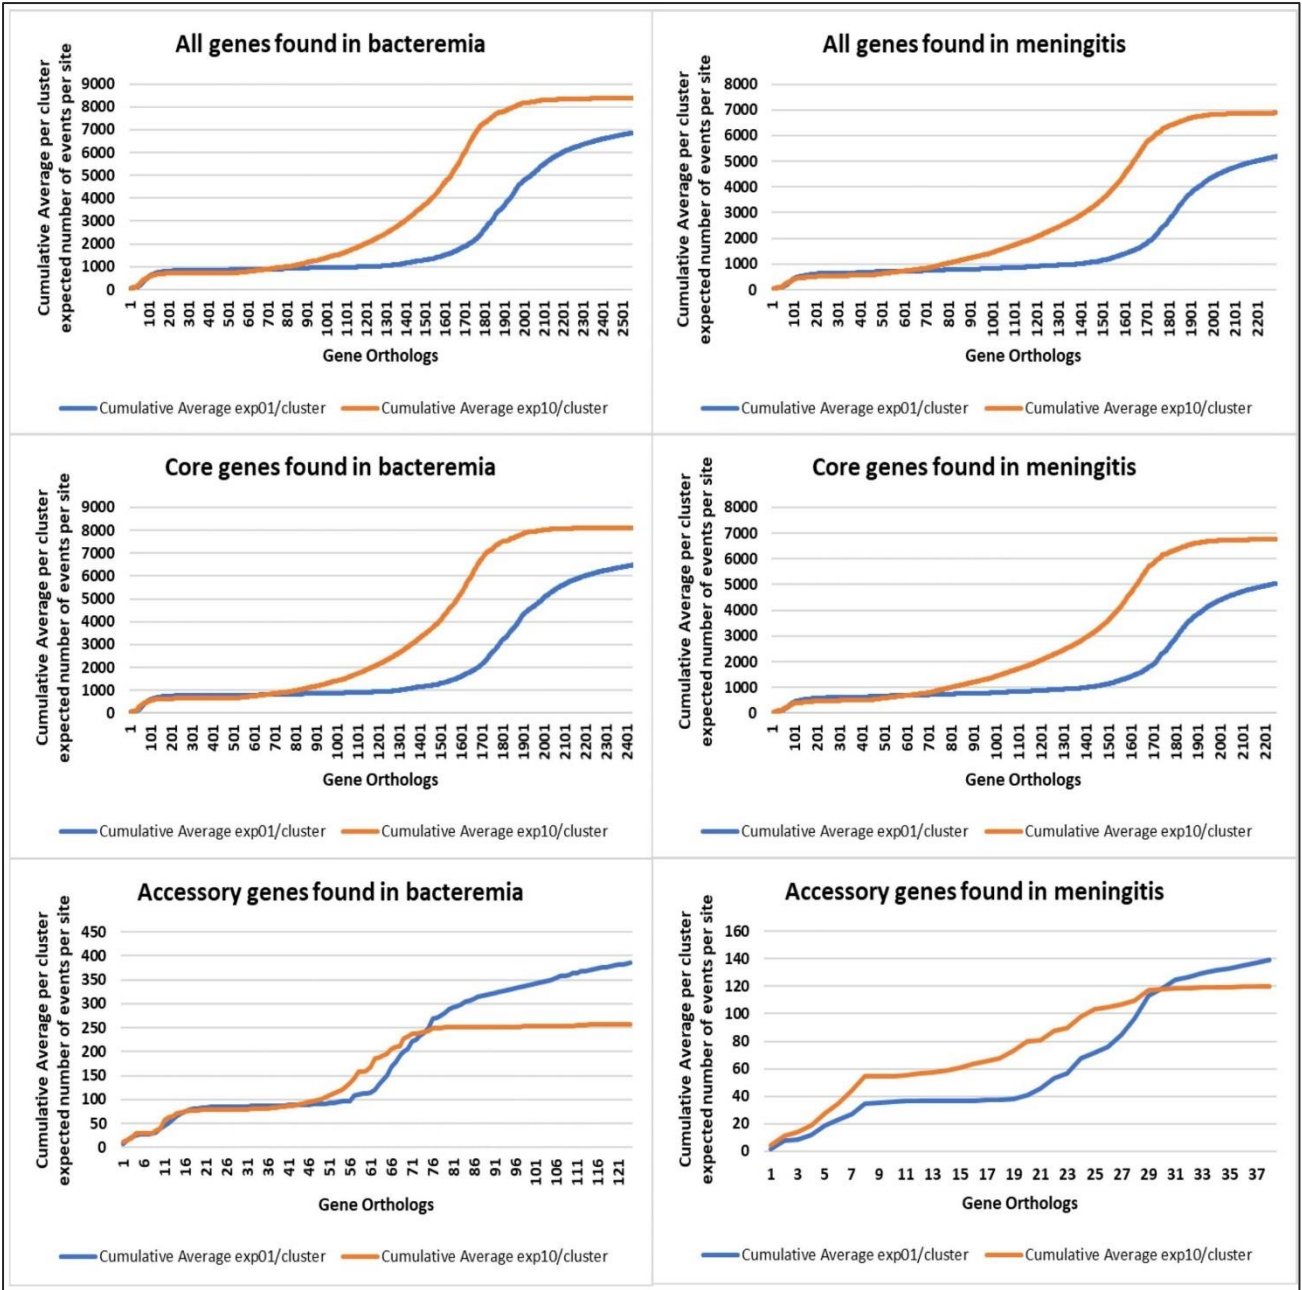 All genes found in bacteremia
Cumulative Average per cluster
expected number of events per site
9000
8000
7000
6000
5000
4000
3000
2000
1000
0
1 101 201 301 401 501 601 701 801 901 1001 1101 1201 1301 1401 1501 1601 1701 1801 1901 2001 2101 2201 2301 2401 2501
Gene Orthologs
Cumulative Average exp01/cluster Cumulative Average exp10/cluster
All genes found in meningitis
Cumulative Average per cluster
expected number of events per site
8000
7000
6000
5000
4000
3000
2000
1000
0
1 101 201 301 401 501 601 701 801 901 1001 1101 1201 1301 1401 1501 1601 1701 1801 1901 2001 2101 2201
Gene Orthologs
Cumulative Average exp01/cluster Cumulative Average exp10/cluster
Core genes found in bacteremia
Cumulative Average per cluster
expected number of events per site
9000
8000
7000
6000
5000
4000
3000
2000
1000
0
1 101 201 301 401 501 601 701 801 901 1001 1101 1201 1301 1401 1501 1601 1701 1801 1901 2001 2101 2201 2301 2401
Gene Orthologs
Cumulative Average exp01/cluster Cumulative Average exp10/cluster
Core genes found in meningitis
Cumulative Average per cluster
expected number of events per site
8000
7000
6000
5000
4000
3000
2000
1000
0
1 101 201 301 401 501 601 701 801 901 1001 1101 1201 1301 1401 1501 1601 1701 1801 1901 2001 2101 2201
Gene Orthologs
Cumulative Average exp01/cluster Cumulative Average exp10/cluster
Accessory genes found in bacteremia
Cumulative Average per cluster
expected number of events per site
450
400
350
300
250
200
150
100
50
0
1 6 11 16 21 26 31 36 41 46 51 56 61 66 71 76 81 86 91 96 101 106 111 116 121
Gene Orthologs
Cumulative Average exp01/cluster Cumulative Average exp10/cluster
Accessory genes found in meningitis
Cumulative Average per cluster
expected number of events per site
160
140
120
100
80
60
40
20
0
1 3 5 7 9 11 13 15 17 19 21 23 25 27 29 31 33 35 37
Gene Orthologs
Cumulative Average exp01/cluster Cumulative Average exp10/cluster